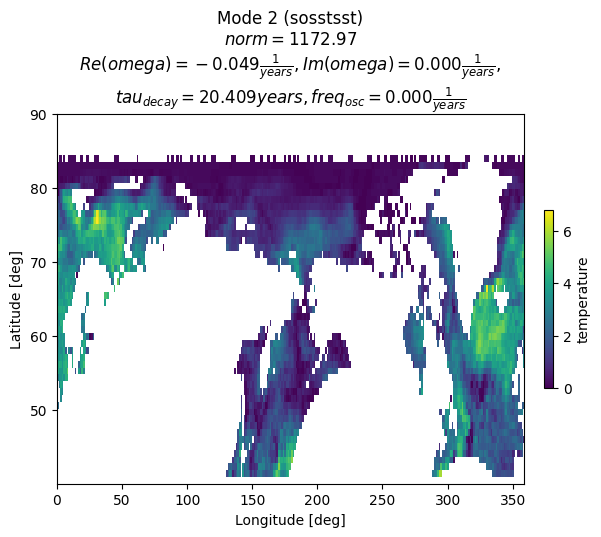 Mode 2 (sosstsst)
norm = 1172.97
Re(omega) = −0.049 1/years, Im(omega) = 0.000 1/years,
tau_decay = 20.409years, freq_osc = 0.000 1/years
90
80
70
60
50
Latitude [deg]
0 50 100 150 200 250 300 350
Longitude [deg]
6
4
2
0
temperature